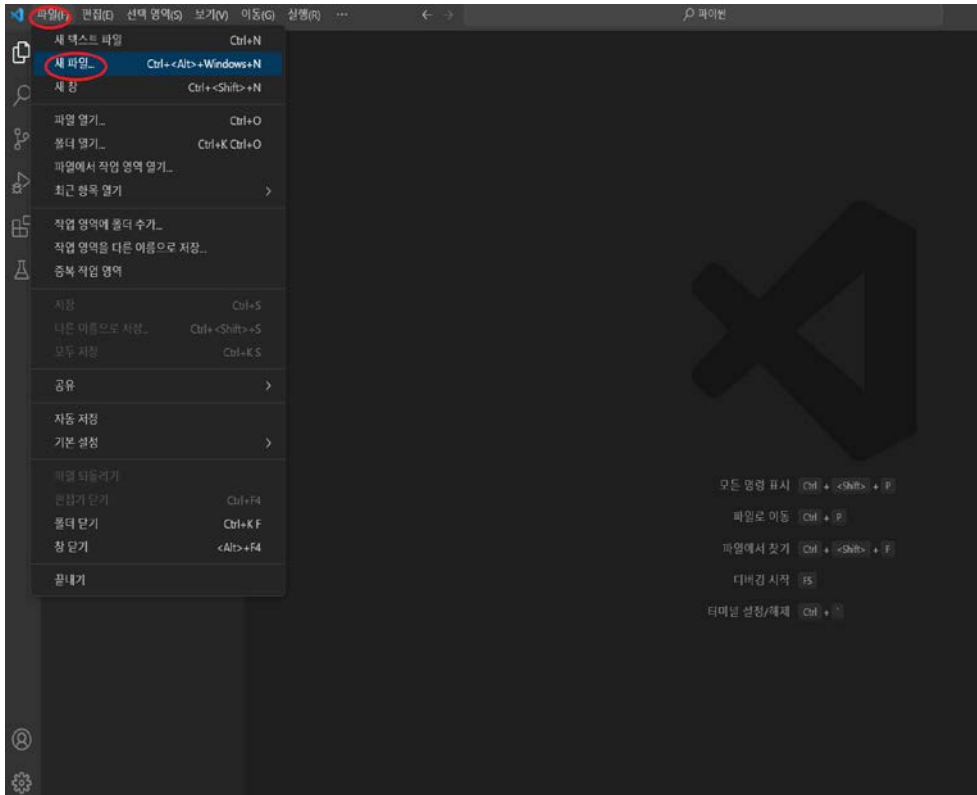 파일(F) 편집(E) 선택 영역(S) 보기(V) 이동(G) 실행(R) ... 파이썬
새 텍스트 파일 Ctrl+N
새 파일... Ctrl+<Alt>+Windows+N
새 창 Ctrl+<Shift>+N
파일 열기... Ctrl+O
폴더 열기... Ctrl+K Ctrl+O
파일에서 작업 영역 열기...
최근 항목 열기
작업 영역에 폴더 추가...
작업 영역을 다른 이름으로 저장...
중복 작업 영역
저장 Ctrl+S
다른 이름으로 저장... Ctrl+<Shift>+S
모두 저장 Ctrl+K S
공유
자동 저장
기본 설정
파일 되돌리기
편집기 닫기 Ctrl+F4
폴더 닫기 Ctrl+K F
창 닫기 <Alt>+F4
끝내기
모든 명령 표시 Ctrl + <Shift> + P
파일로 이동 Ctrl + P
파일에서 찾기 Ctrl + <Shift> + F
디버깅 시작 F5
터미널 설정/해제 Ctrl + `